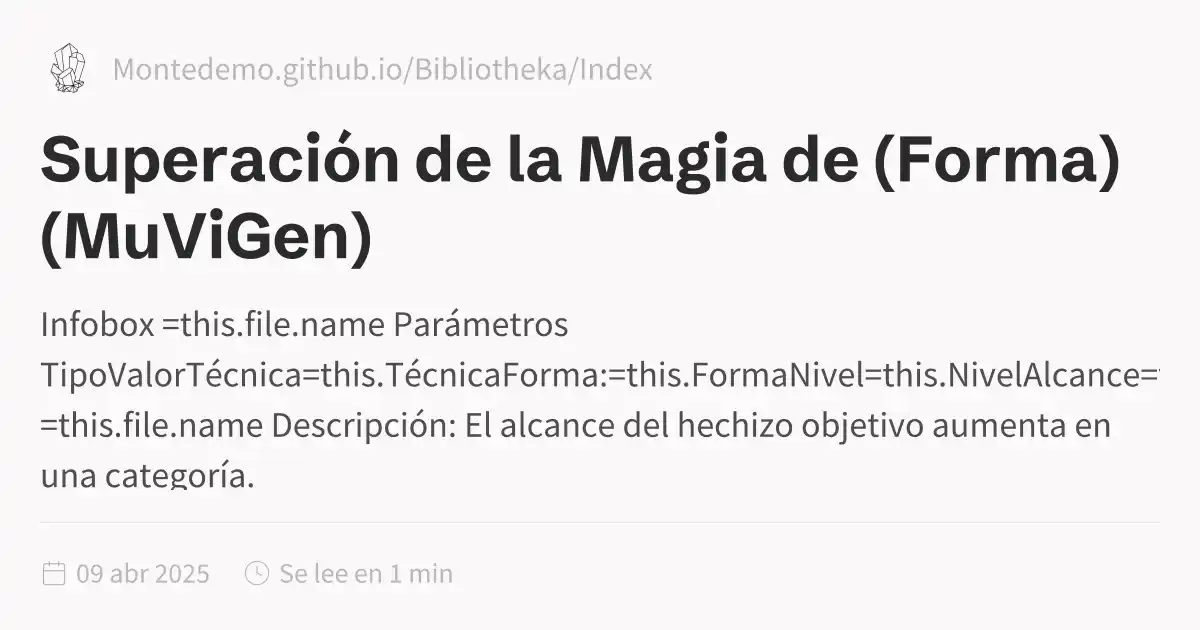 Montedemo.github.io/Bibliotheka/Index
Superación de la Magia de (Forma)
(MuViGen)
Infobox =this.file.name Parámetros
TipoValorTécnica=this.TécnicaForma:=this.FormaNivel=this.NivelAlcance=
=this.file.name Descripción: El alcance del hechizo objetivo aumenta en
una categoría.
09 abr 2025
Se lee en 1 min